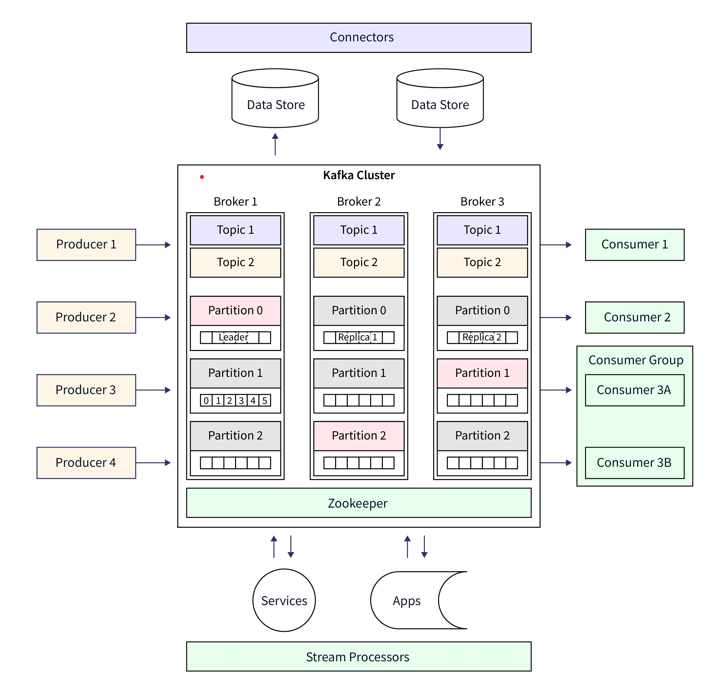 Connectors
Data Store
Data Store
Kafka Cluster
Broker 1
Broker 2
Broker 3
Topic 1
Topic 1
Topic 1
Topic 2
Topic 2
Topic 2
Producer 1
Consumer 1
Partition 0
Partition 0
Partition 0
Producer 2
Consumer 2
Leader
Replica 1
Replica 2
Consumer Group
Partition 1
Partition 1
Partition 1
Producer 3
Consumer 3A
0 1 2 3 4 5
Partition 2
Partition 2
Partition 2
Producer 4
Consumer 3B
Zookeeper
Services
Apps
Stream Processors